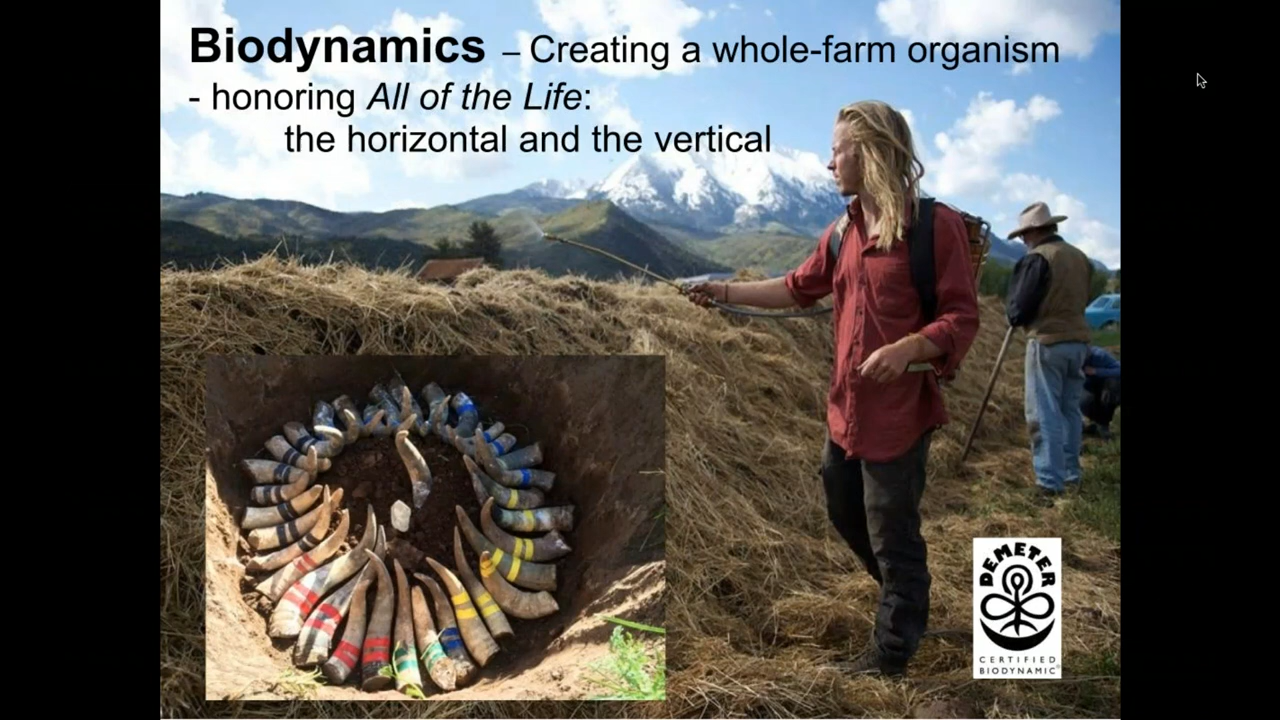 Biodynamics – Creating a whole-farm organism
- honoring All of the Life:
the horizontal and the vertical
DEMETER
CERTIFIED
BIODYNAMIC®